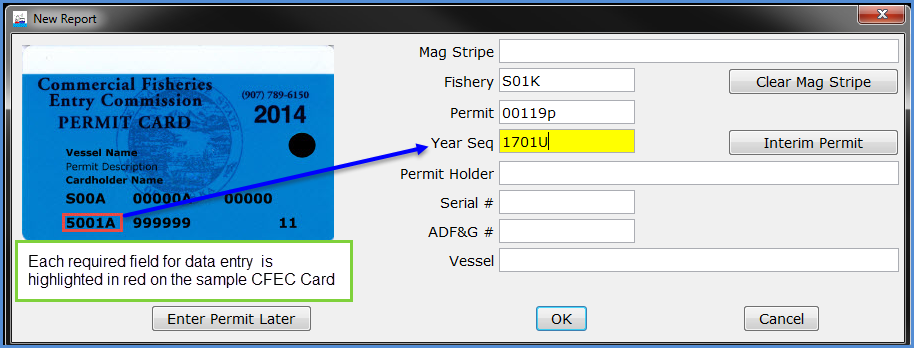 New Report
Commercial Fisheries
Entry Commission
PERMIT CARD
(907) 789-6150
2014
Vessel Name
Permit Description
Cardholder Name
S00A 00000A 00000
5001A 999999 11
Each required field for data entry is
highlighted in red on the sample CFEC Card
Mag Stripe
Fishery S01K
Clear Mag Stripe
Permit 00119p
Year Seq 1701U
Interim Permit
Permit Holder
Serial #
ADF&G #
Vessel
Enter Permit Later
OK
Cancel